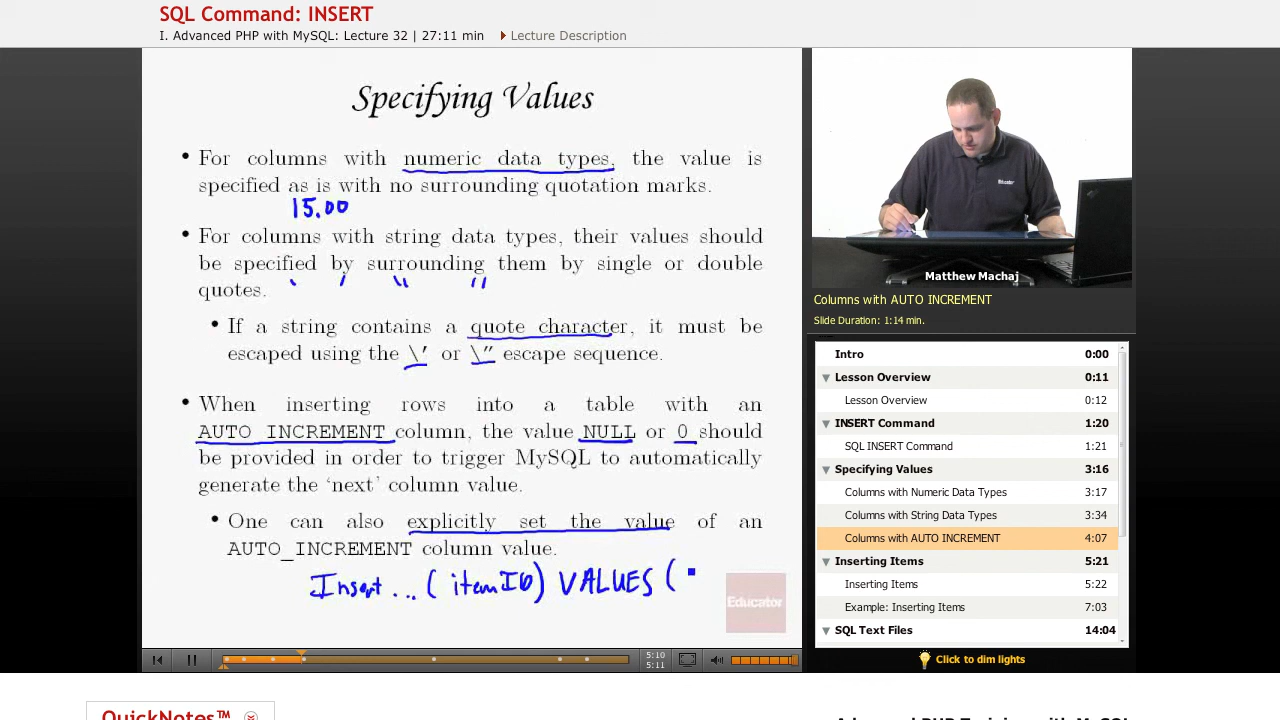 SQL Command: INSERT
I. Advanced PHP with MySQL: Lecture 32 | 27:11 min Lecture Description
Specifying Values
• For columns with numeric data types, the value is
specified as is with no surrounding quotation marks.
15.00
• For columns with string data types, their values should
be specified by surrounding them by single or double
quotes. ' ' " "
• If a string contains a quote character, it must be
escaped using the \' or \" escape sequence.
• When inserting rows into a table with an
AUTO_INCREMENT column, the value NULL or 0 should
be provided in order to trigger MySQL to automatically
generate the ‘next’ column value.
• One can also explicitly set the value of an
AUTO_INCREMENT column value.
Insert ... ( itemID) VALUES (
Educator
5:10
5:11
Educator
Matthew Machaj
Columns with AUTO INCREMENT
Slide Duration: 1:14 min.
Intro 0:00
Lesson Overview 0:11
Lesson Overview 0:12
INSERT Command 1:20
SQL INSERT Command 1:21
Specifying Values 3:16
Columns with Numeric Data Types 3:17
Columns with String Data Types 3:34
Columns with AUTO INCREMENT 4:07
Inserting Items 5:21
Inserting Items 5:22
Example: Inserting Items 7:03
SQL Text Files 14:04
Click to dim lights
QuickNotes™
Advanced PHP Training with MySQL